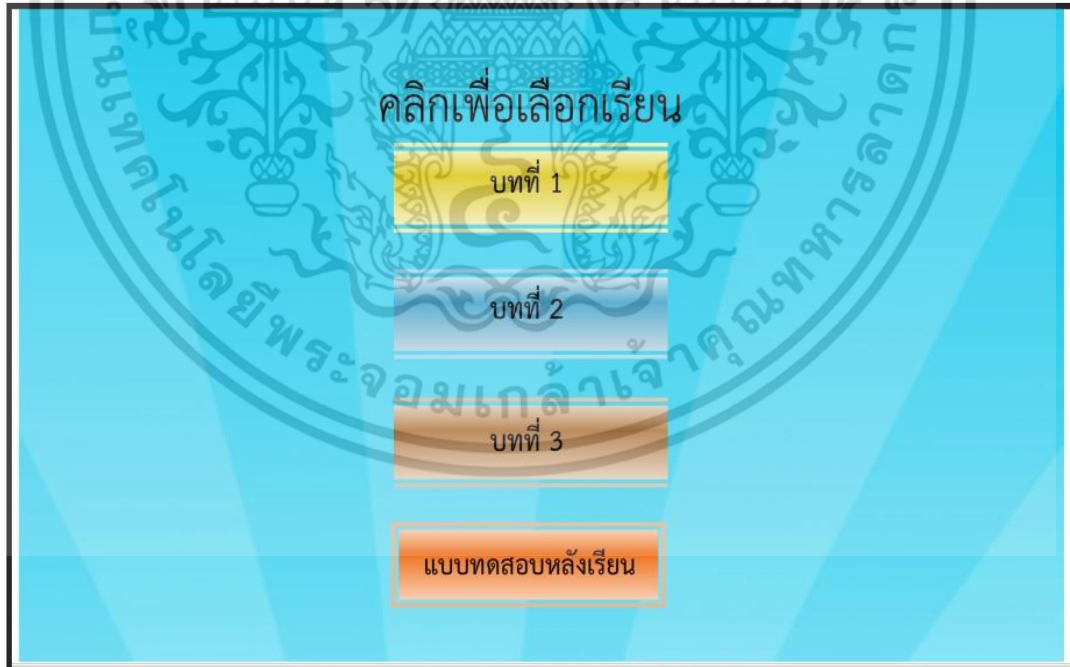 คลิกเพื่อเลือกเรียน
บทที่ 1
บทที่ 2
บทที่ 3
แบบทดสอบหลังเรียน